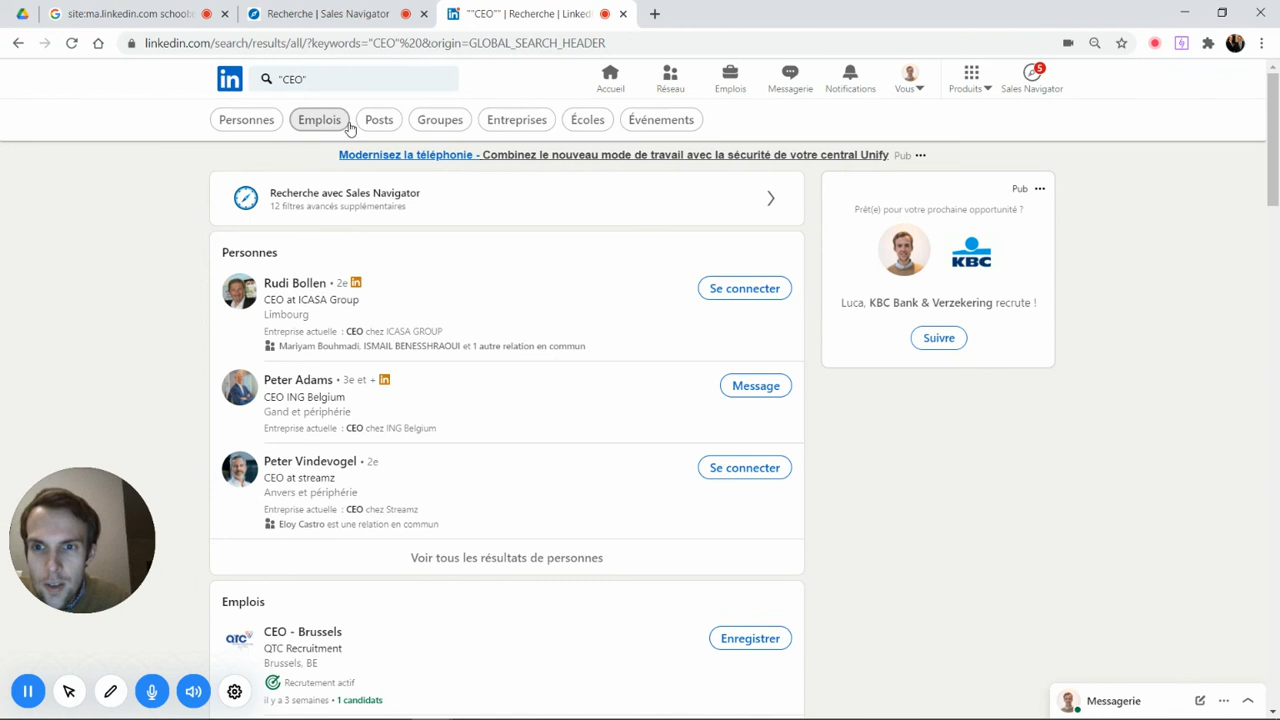 site:ma.linkedin.com school
Recherche | Sales Navigator
""CEO"" | Recherche | Linked
linkedin.com/search/results/all/?keywords="CEO"%20&origin=GLOBAL_SEARCH_HEADER
in
"CEO"
Accueil
Réseau
Emplois
Messagerie
Notifications
Vous
Produits
5
Sales Navigator
Personnes
Emplois
Posts
Groupes
Entreprises
Écoles
Événements
Modernisez la téléphonie - Combinez le nouveau mode de travail avec la sécurité de votre central Unify Pub •••
Recherche avec Sales Navigator
12 filtres avancés supplémentaires
Personnes
Rudi Bollen • 2e in
CEO at ICASA Group
Limbourg
Entreprise actuelle : CEO chez ICASA GROUP
Mariyam Bouhmadi, ISMAIL BENESSHRAOUI et 1 autre relation en commun
Se connecter
Peter Adams • 3e et + in
CEO ING Belgium
Gand et périphérie
Entreprise actuelle : CEO chez ING Belgium
Message
Peter Vindevogel • 2e
CEO at streamz
Anvers et périphérie
Entreprise actuelle : CEO chez Streamz
Eloy Castro est une relation en commun
Se connecter
Voir tous les résultats de personnes
Emplois
QTC
CEO - Brussels
QTC Recruitment
Brussels, BE
Recrutement actif
il y a 3 semaines • 1 candidats
Enregistrer
Pub •••
Prêt(e) pour votre prochaine opportunité ?
KBC
Luca, KBC Bank & Verzekering recrute !
Suivre
Messagerie